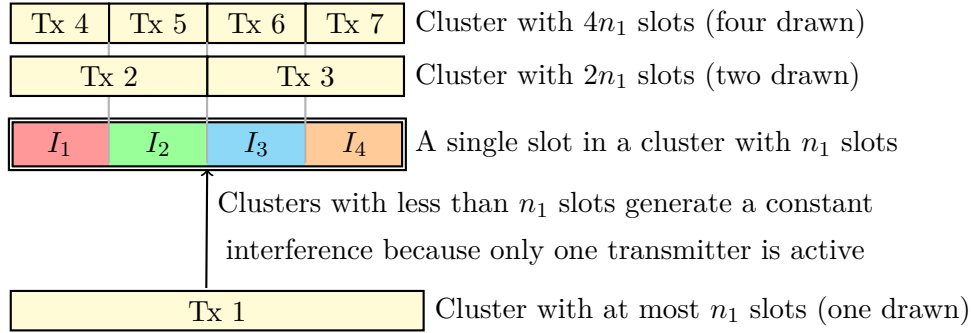 Tx 4 Tx 5 Tx 6 Tx 7 Cluster with 4n₁ slots (four drawn)
Tx 2 Tx 3 Cluster with 2n₁ slots (two drawn)
I₁ I₂ I₃ I₄ A single slot in a cluster with n₁ slots
Clusters with less than n₁ slots generate a constant
interference because only one transmitter is active
Tx 1 Cluster with at most n₁ slots (one drawn)